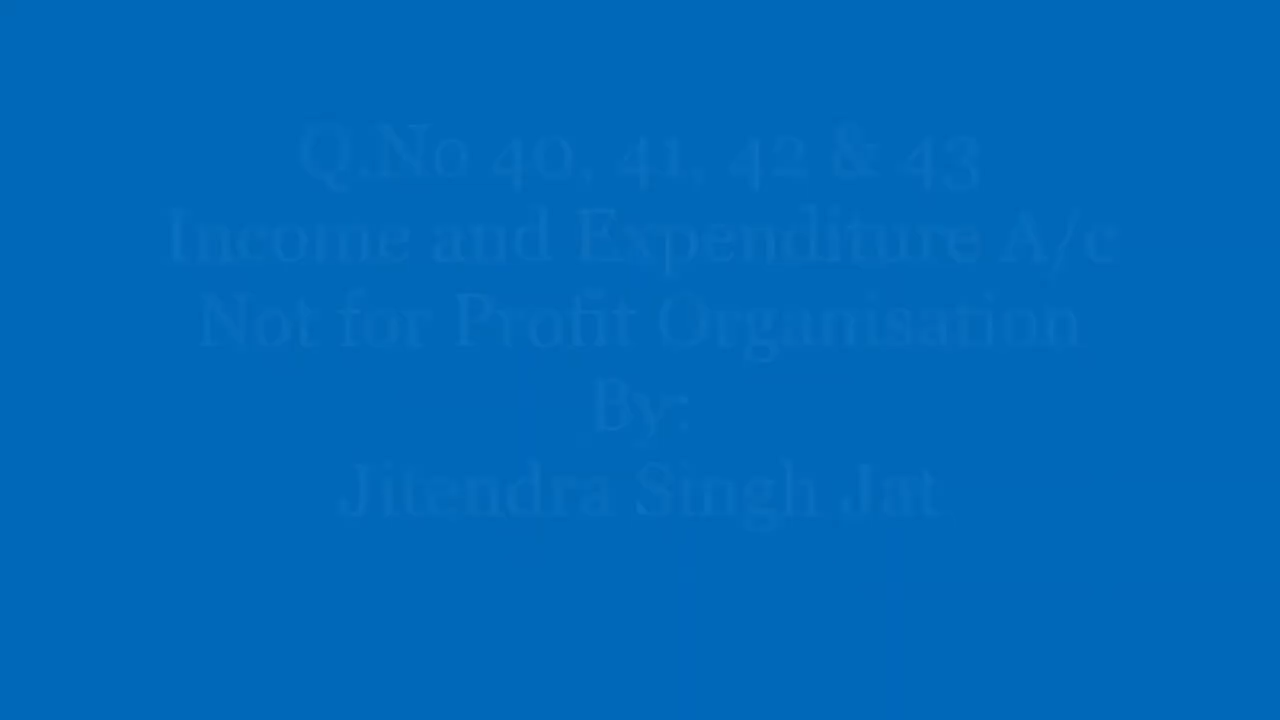 Q.No 40, 41, 42 & 43
Income and Expenditure A/c
Not for Profit Organisation
By:
Jitendra Singh Jat